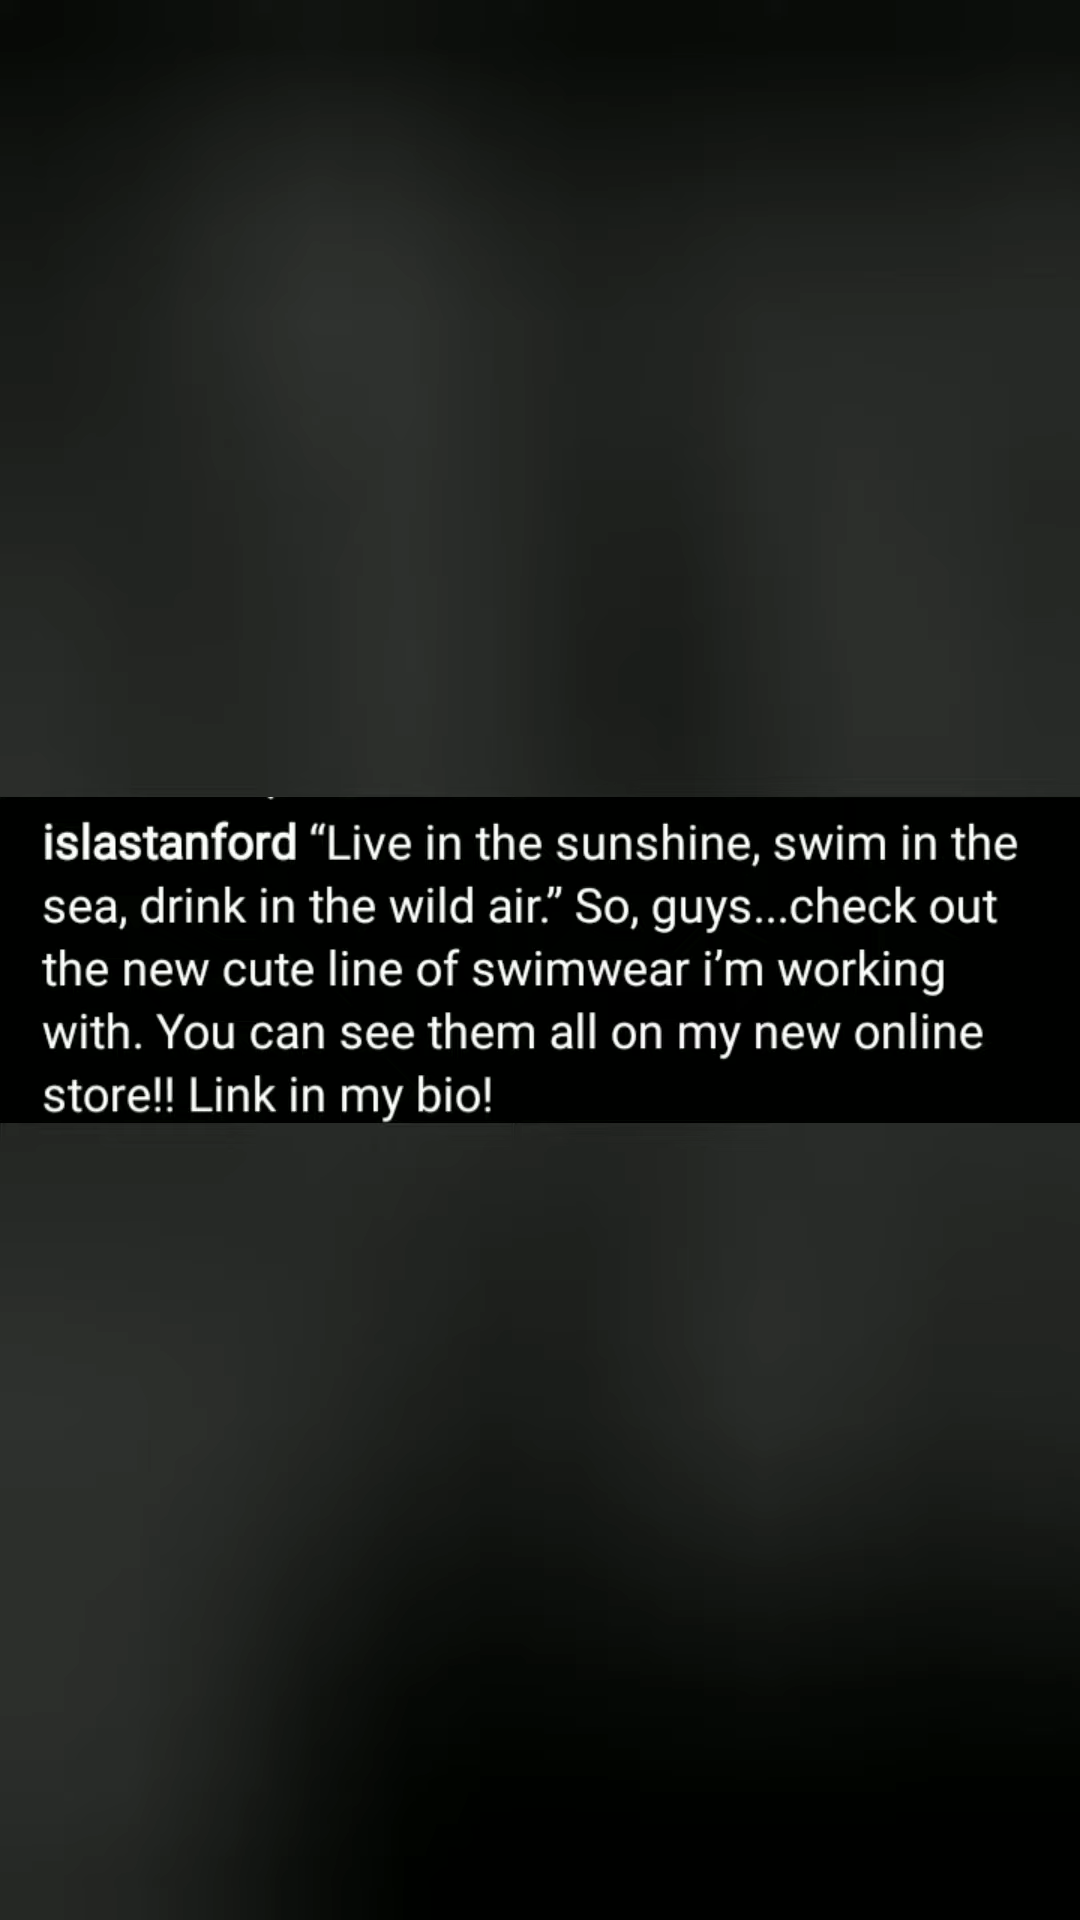 islastanford “Live in the sunshine, swim in the
sea, drink in the wild air.” So, guys...check out
the new cute line of swimwear i’m working
with. You can see them all on my new online
store!! Link in my bio!